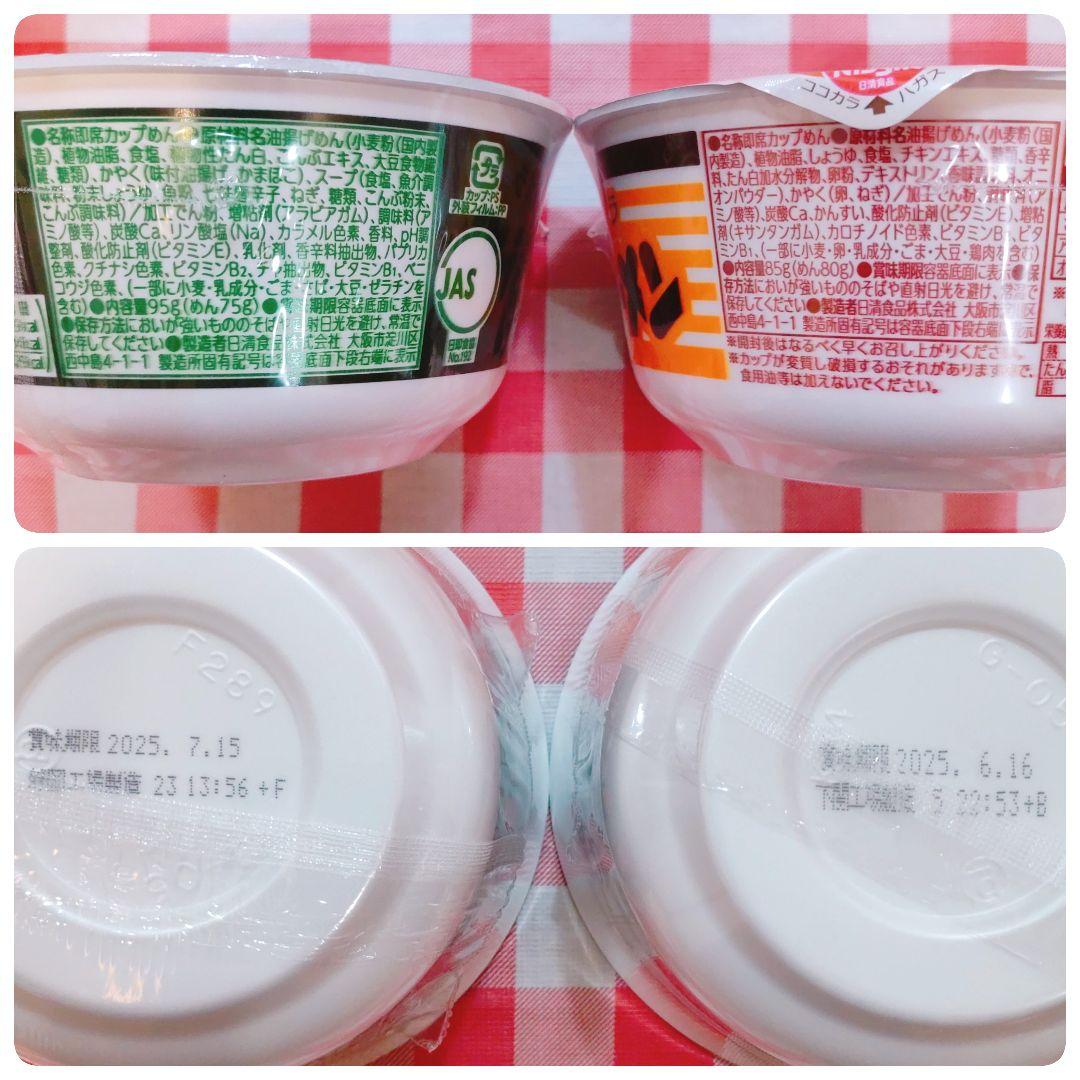 ●名称即席カップめん●原材料名油揚げめん(小麦粉(国内製
造)、植物油脂、食塩、植物性たん白、こんぶエキス、大豆食物繊
維、糖類)、かやく(味付油揚げ、かまぼこ)、スープ(食塩、魚介調
味料、粉末しょうゆ、魚粉、七味唐辛子、ねぎ、糖類、こんぶ粉末、
こんぶ調味料)/加工でん粉、増粘剤(アラビアガム)、調味料(ア
ミノ酸等)、炭酸Ca、リン酸塩(Na)、カラメル色素、香料、pH調
整剤、酸化防止剤(ビタミンE)、乳化剤、香辛料抽出物、パプリカ
色素、クチナシ色素、ビタミンB₂、チャ抽出物、ビタミンB₁、ベニ
コウジ色素、(一部に小麦・乳成分・ごま・さば・大豆・ゼラチンを
含む)●内容量95g(めん75g)●賞味期限容器底面に表示
●保存方法においが強いもののそばや直射日光を避け、常温で
保存してください●製造者日清食品株式会社 大阪市淀川区
西中島4-1-1 製造所固有記号は容器底面下段右端に表示
プラ
カップ:PS
外装フィルム:PP
JAS
日即食協
No.192
ココカラ ハガス
●名称即席カップめん●原材料名油揚げめん(小麦粉(国
内製造)、植物油脂、しょうゆ、食塩、チキンエキス、糖類、香辛
料、たん白加水分解物、卵粉、デキストリン、香味調味料、オニ
オンパウダー)、かやく(卵、ねぎ)/加工でん粉、調味料(ア
ミノ酸等)、炭酸Ca、かんすい、酸化防止剤(ビタミンE)、増粘
剤(キサンタンガム)、カロチノイド色素、ビタミンB₂、ビタミ
ンB₁、(一部に小麦・卵・乳成分・ごま・大豆・鶏肉を含む)
●内容量85g(めん80g)●賞味期限容器底面に表示●保
存方法においが強いもののそばや直射日光を避け、常温で
保存してください●製造者日清食品株式会社 大阪市淀川区
西中島4-1-1 製造所固有記号は容器底面下段右端に表示
※開封後はなるべく早くお召し上がりください。
※カップが変質し破損するおそれがありますので、
食用油等は加えないでください。
F289
賞味期限 2025. 7.15
工場製造 23 13:56 +F
G-05
賞味期限 2025. 6.16
下関工場製造 :53+B